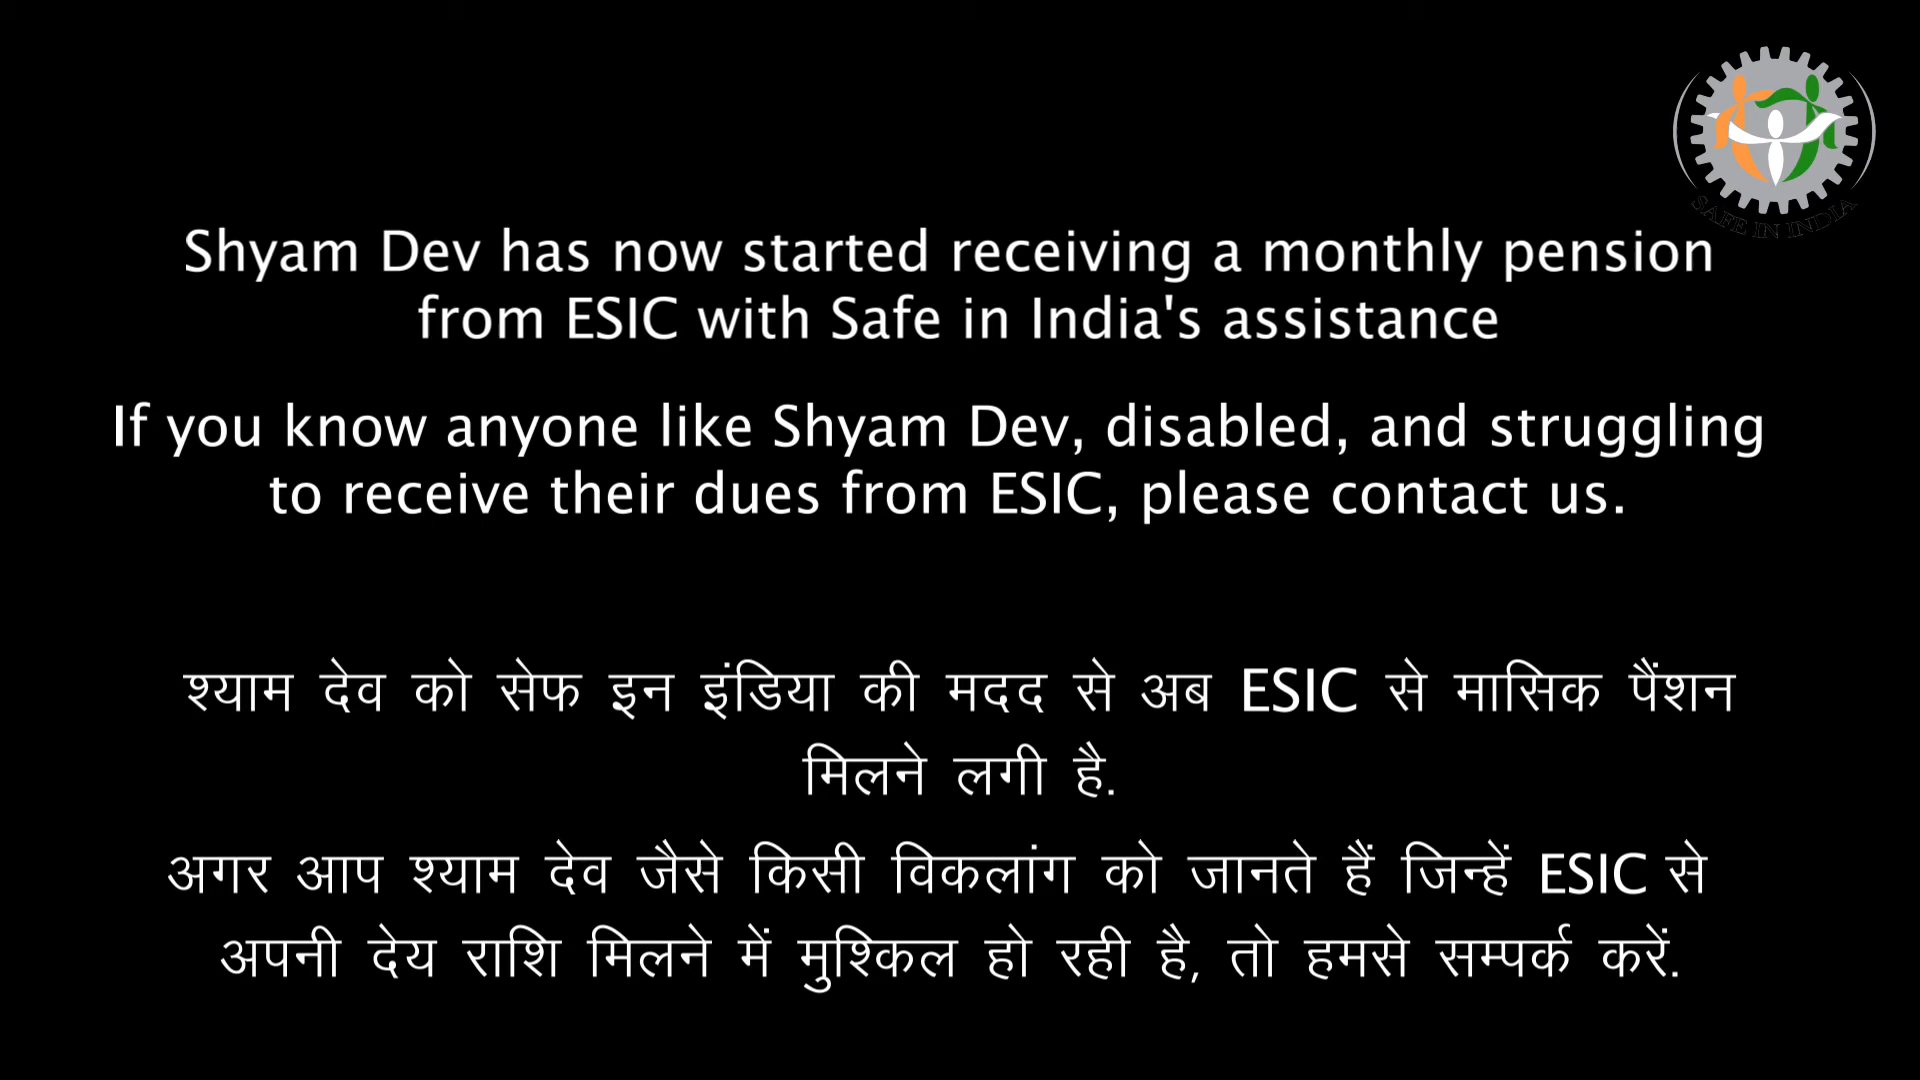 SAFE IN INDIA
Shyam Dev has now started receiving a monthly pension
from ESIC with Safe in India's assistance
If you know anyone like Shyam Dev, disabled, and struggling
to receive their dues from ESIC, please contact us.
श्याम देव को सेफ इन इंडिया की मदद से अब ESIC से मासिक पैंशन
मिलने लगी है.
अगर आप श्याम देव जैसे किसी विकलांग को जानते हैं जिन्हें ESIC से
अपनी देय राशि मिलने में मुश्किल हो रही है, तो हमसे सम्पर्क करें.